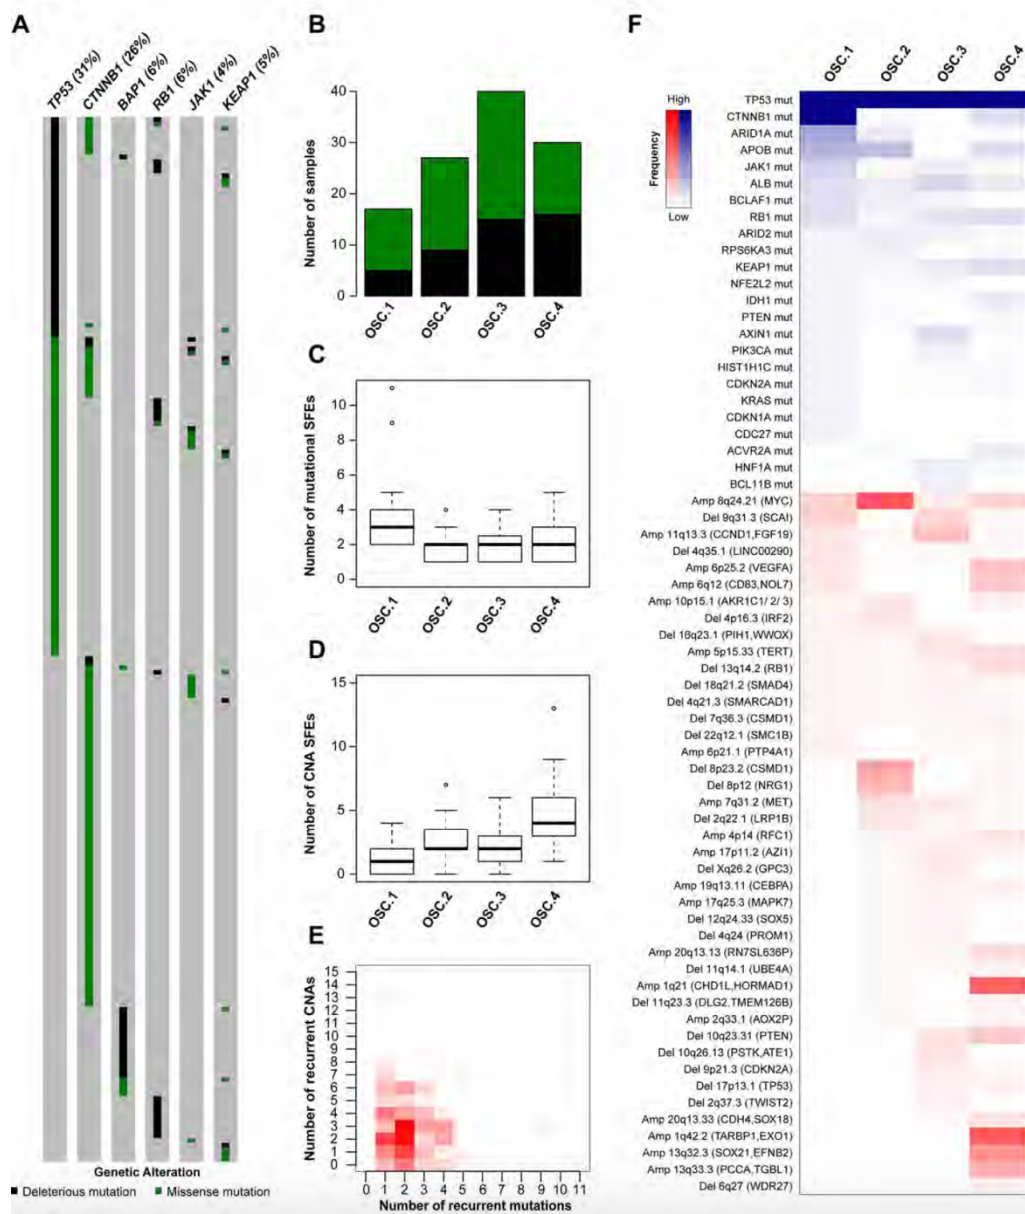 A
TP53 (31%)
CTNNB1 (26%)
BAP1 (6%)
RB1 (6%)
JAK1 (4%)
KEAP1 (5%)
Genetic Alteration
Deleterious mutation
Missense mutation
B
Number of samples
40
30
20
10
0
OSC.1
OSC.2
OSC.3
OSC.4
C
Number of mutational SFEs
10
8
6
4
2
0
OSC.1
OSC.2
OSC.3
OSC.4
D
Number of CNA SFEs
15
10
5
0
OSC.1
OSC.2
OSC.3
OSC.4
E
Number of recurrent CNAs
15
14
13
12
11
10
9
8
7
6
5
4
3
2
1
0
0 1 2 3 4 5 6 7 8 9 10 11
Number of recurrent mutations
F
OSC.1
OSC.2
OSC.3
OSC.4
High
Frequency
Low
TP53 mut
CTNNB1 mut
ARID1A mut
APOB mut
JAK1 mut
ALB mut
BCLAF1 mut
RB1 mut
ARID2 mut
RPS6KA3 mut
KEAP1 mut
NFE2L2 mut
IDH1 mut
PTEN mut
AXIN1 mut
PIK3CA mut
HIST1H1C mut
CDKN2A mut
KRAS mut
CDKN1A mut
CDC27 mut
ACVR2A mut
HNF1A mut
BCL11B mut
Amp 8q24.21 (MYC)
Del 9q31.3 (SCAI)
Amp 11q13.3 (CCND1,FGF19)
Del 4q35.1 (LINC00290)
Amp 6p25.2 (VEGFA)
Amp 6q12 (CD83,NOL7)
Amp 10p15.1 (AKR1C1/ 2/ 3)
Del 4p16.3 (IRF2)
Del 16q23.1 (PIH1,WWOX)
Amp 5p15.33 (TERT)
Del 13q14.2 (RB1)
Del 18q21.2 (SMAD4)
Del 4q21.3 (SMARCAD1)
Del 7q36.3 (CSMD1)
Del 22q12.1 (SMC1B)
Amp 6p21.1 (PTP4A1)
Del 8p23.2 (CSMD1)
Del 8p12 (NRG1)
Amp 7q31.2 (MET)
Del 2q22.1 (LRP1B)
Amp 4p14 (RFC1)
Amp 17p11.2 (AZI1)
Del Xq26.2 (GPC3)
Amp 19q13.11 (CEBPA)
Amp 17q25.3 (MAPK7)
Del 12q24.33 (SOX5)
Del 4q24 (PROM1)
Amp 20q13.13 (RN7SL636P)
Del 11q14.1 (UBE4A)
Amp 1q21 (CHD1L,HORMAD1)
Del 11q23.3 (DLG2,TMEM126B)
Amp 2q33.1 (AOX2P)
Del 10q23.31 (PTEN)
Del 10q26.13 (PSTK,ATE1)
Del 9p21.3 (CDKN2A)
Del 17p13.1 (TP53)
Del 2q37.3 (TWIST2)
Amp 20q13.33 (CDH4,SOX18)
Amp 1q42.2 (TARBP1,EXO1)
Amp 13q32.3 (SOX21,EFNB2)
Amp 13q33.3 (PCCA,TGBL1)
Del 6q27 (WDR27)